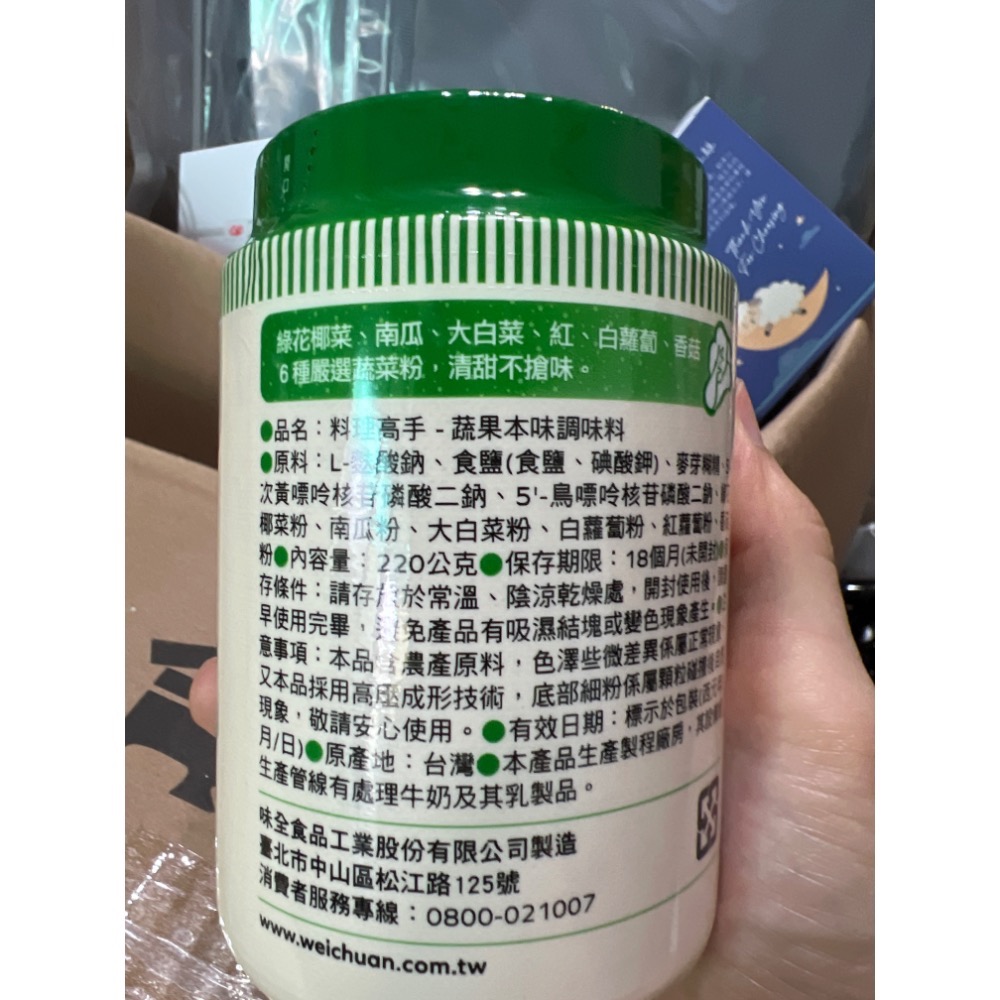 綠花椰菜、南瓜、大白菜、紅、白蘿蔔、香菇
6種嚴選蔬菜粉，清甜不搶味。
●品名：料理高手 - 蔬果本味調味料
●原料：L-麩酸鈉、食鹽(食鹽、碘酸鉀)、麥芽糊精、
次黃嘌呤核苷磷酸二鈉、5'-鳥嘌呤核苷磷酸二鈉、
椰菜粉、南瓜粉、大白菜粉、白蘿蔔粉、紅蘿蔔粉、
粉●內容量：220公克●保存期限：18個月(未開封)
存條件：請存放於常溫、陰涼乾燥處，開封使用後，
早使用完畢，避免產品有吸濕結塊或變色現象產生。
意事項：本品含農產原料，色澤些微差異係屬正常現象
又本品採用高壓成形技術，底部細粉係屬顆粒碰撞後
現象，敬請安心使用。●有效日期：標示於包裝(西元
月/日)●原產地：台灣●本產品生產製程廠房，其
生產管線有處理牛奶及其乳製品。
味全食品工業股份有限公司製造
臺北市中山區松江路125號
消費者服務專線：0800-021007
www.weichuan.com.tw
Thank You
For Choosing